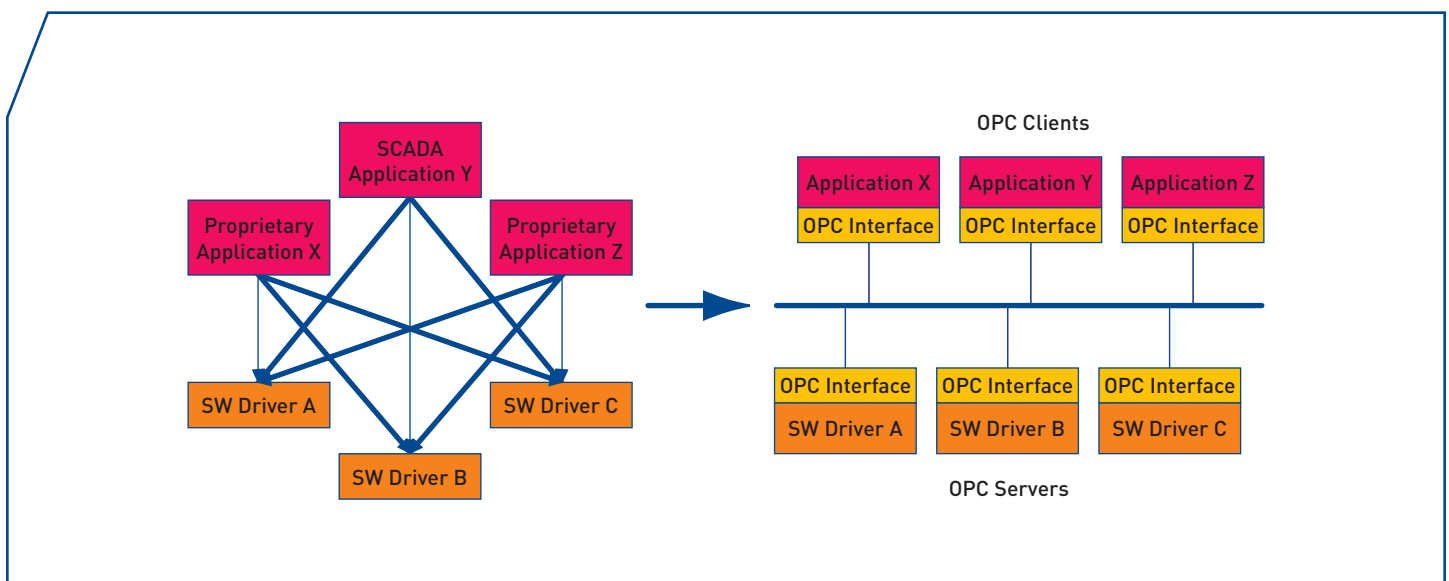 SCADA
Application Y
Proprietary
Application X
Proprietary
Application Z
SW Driver A
SW Driver C
SW Driver B
OPC Clients
Application X
Application Y
Application Z
OPC Interface
OPC Interface
OPC Interface
OPC Interface
OPC Interface
OPC Interface
SW Driver A
SW Driver B
SW Driver C
OPC Servers